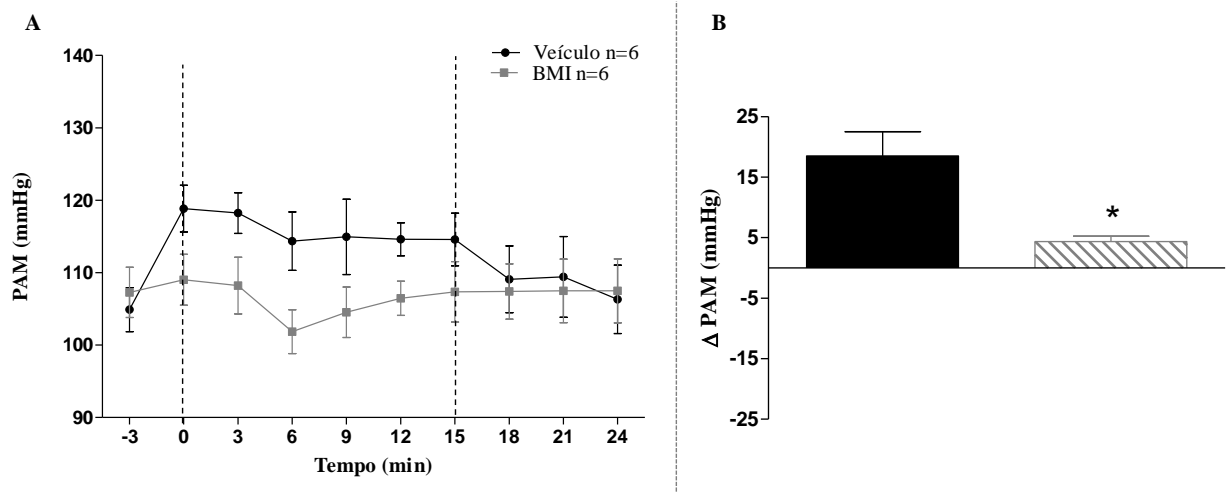 A
Veículo n=6
BMI n=6
140
130
120
110
100
90
PAM (mmHg)
-3 0 3 6 9 12 15 18 21 24
Tempo (min)
B
25
15
5
-5
-15
-25
Δ PAM (mmHg)
*